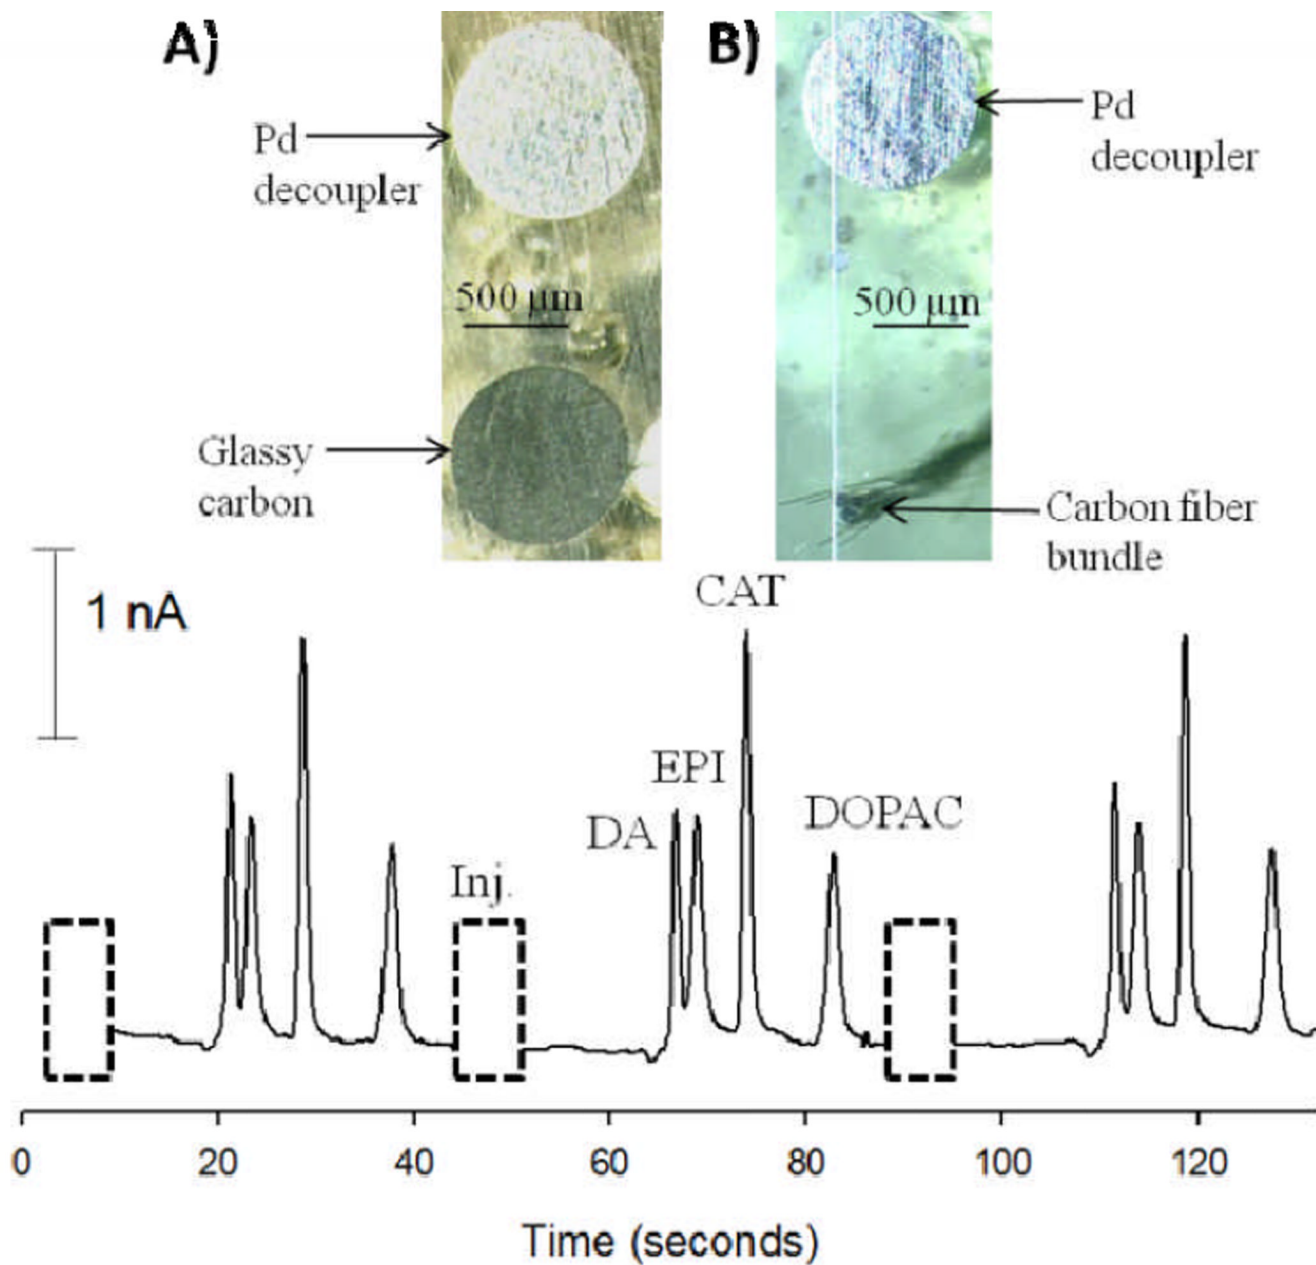 A)
B)
Pd
decoupler
Pd
decoupler
500 μm
500 μm
Glassy
carbon
Carbon fiber
bundle
1 nA
CAT
EPI
DA
DOPAC
Inj.
0 20 40 60 80 100 120
Time (seconds)